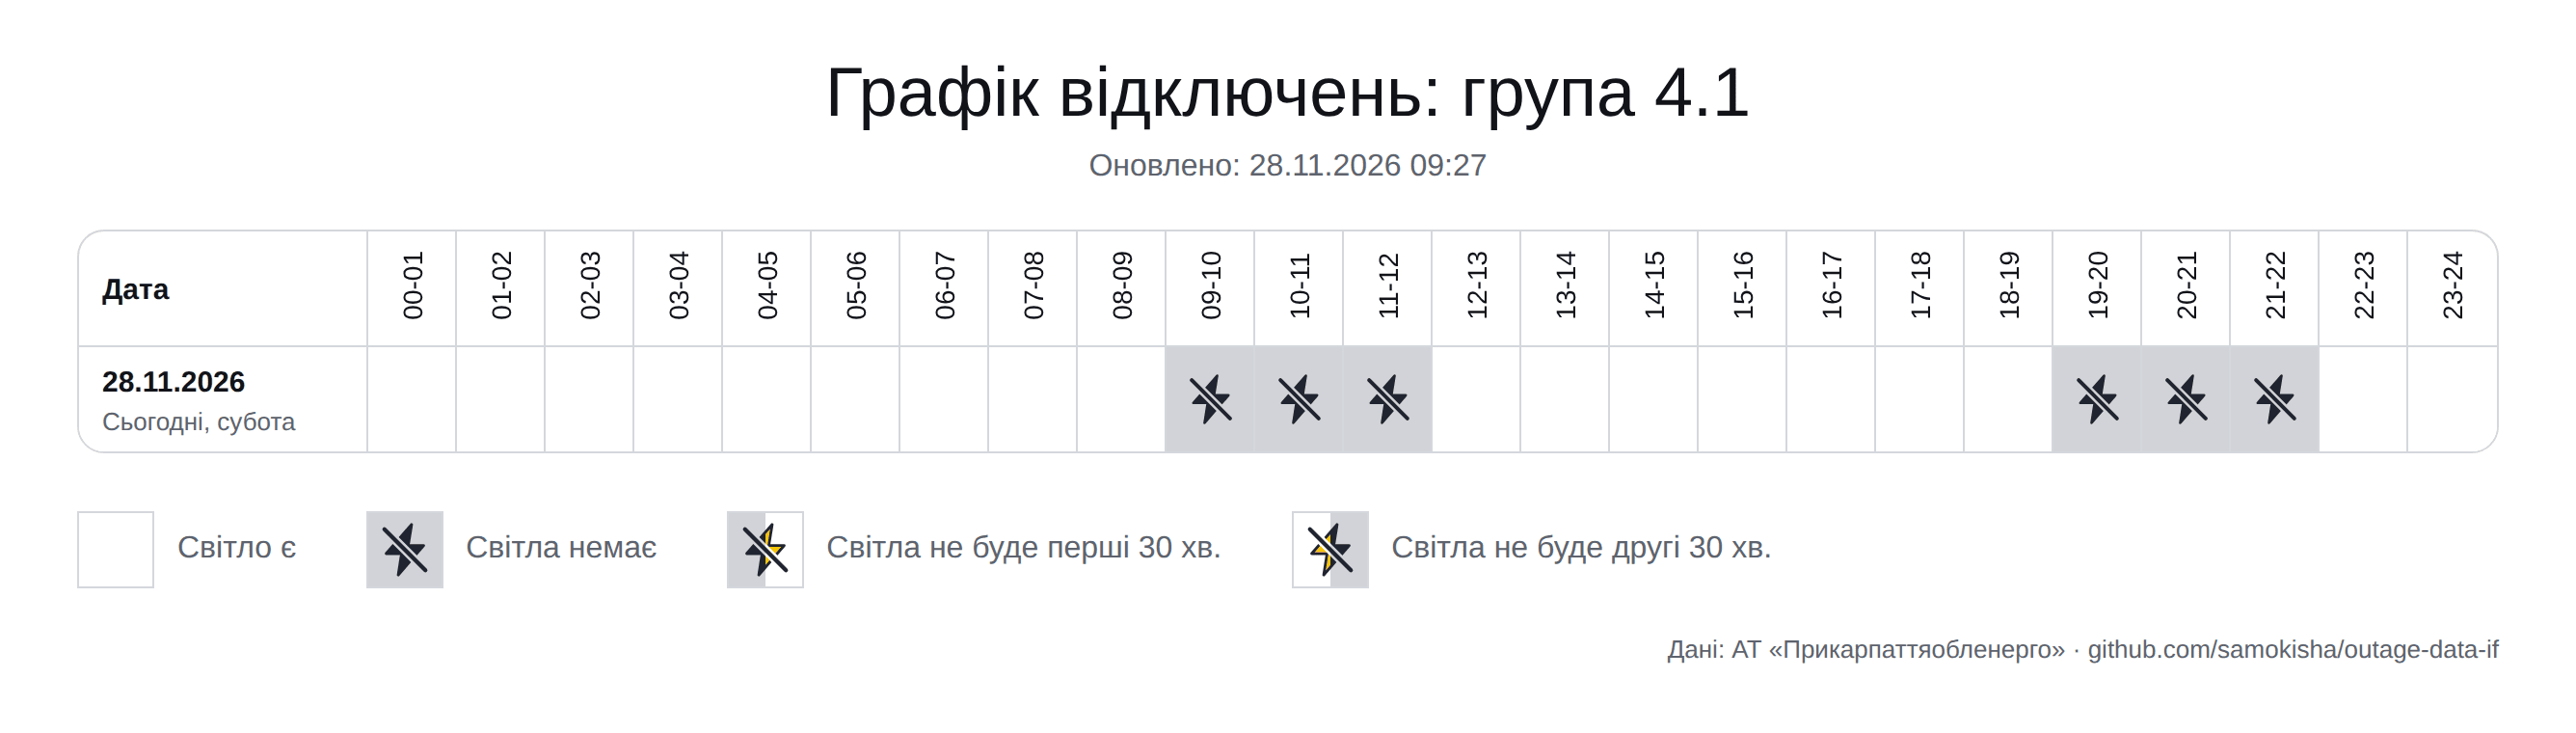 Графік відключень: група 4.1
Оновлено: 28.11.2026 09:27
Дата 00-01 01-02 02-03 03-04 04-05 05-06 06-07 07-08 08-09 09-10 10-11 11-12 12-13 13-14 14-15 15-16 16-17 17-18 18-19 19-20 20-21 21-22 22-23 23-24
28.11.2026
Сьогодні, субота
Світло є Світла немає Світла не буде перші 30 хв. Світла не буде другі 30 хв.
Дані: АТ «Прикарпаттяобленерго» · github.com/samokisha/outage-data-if